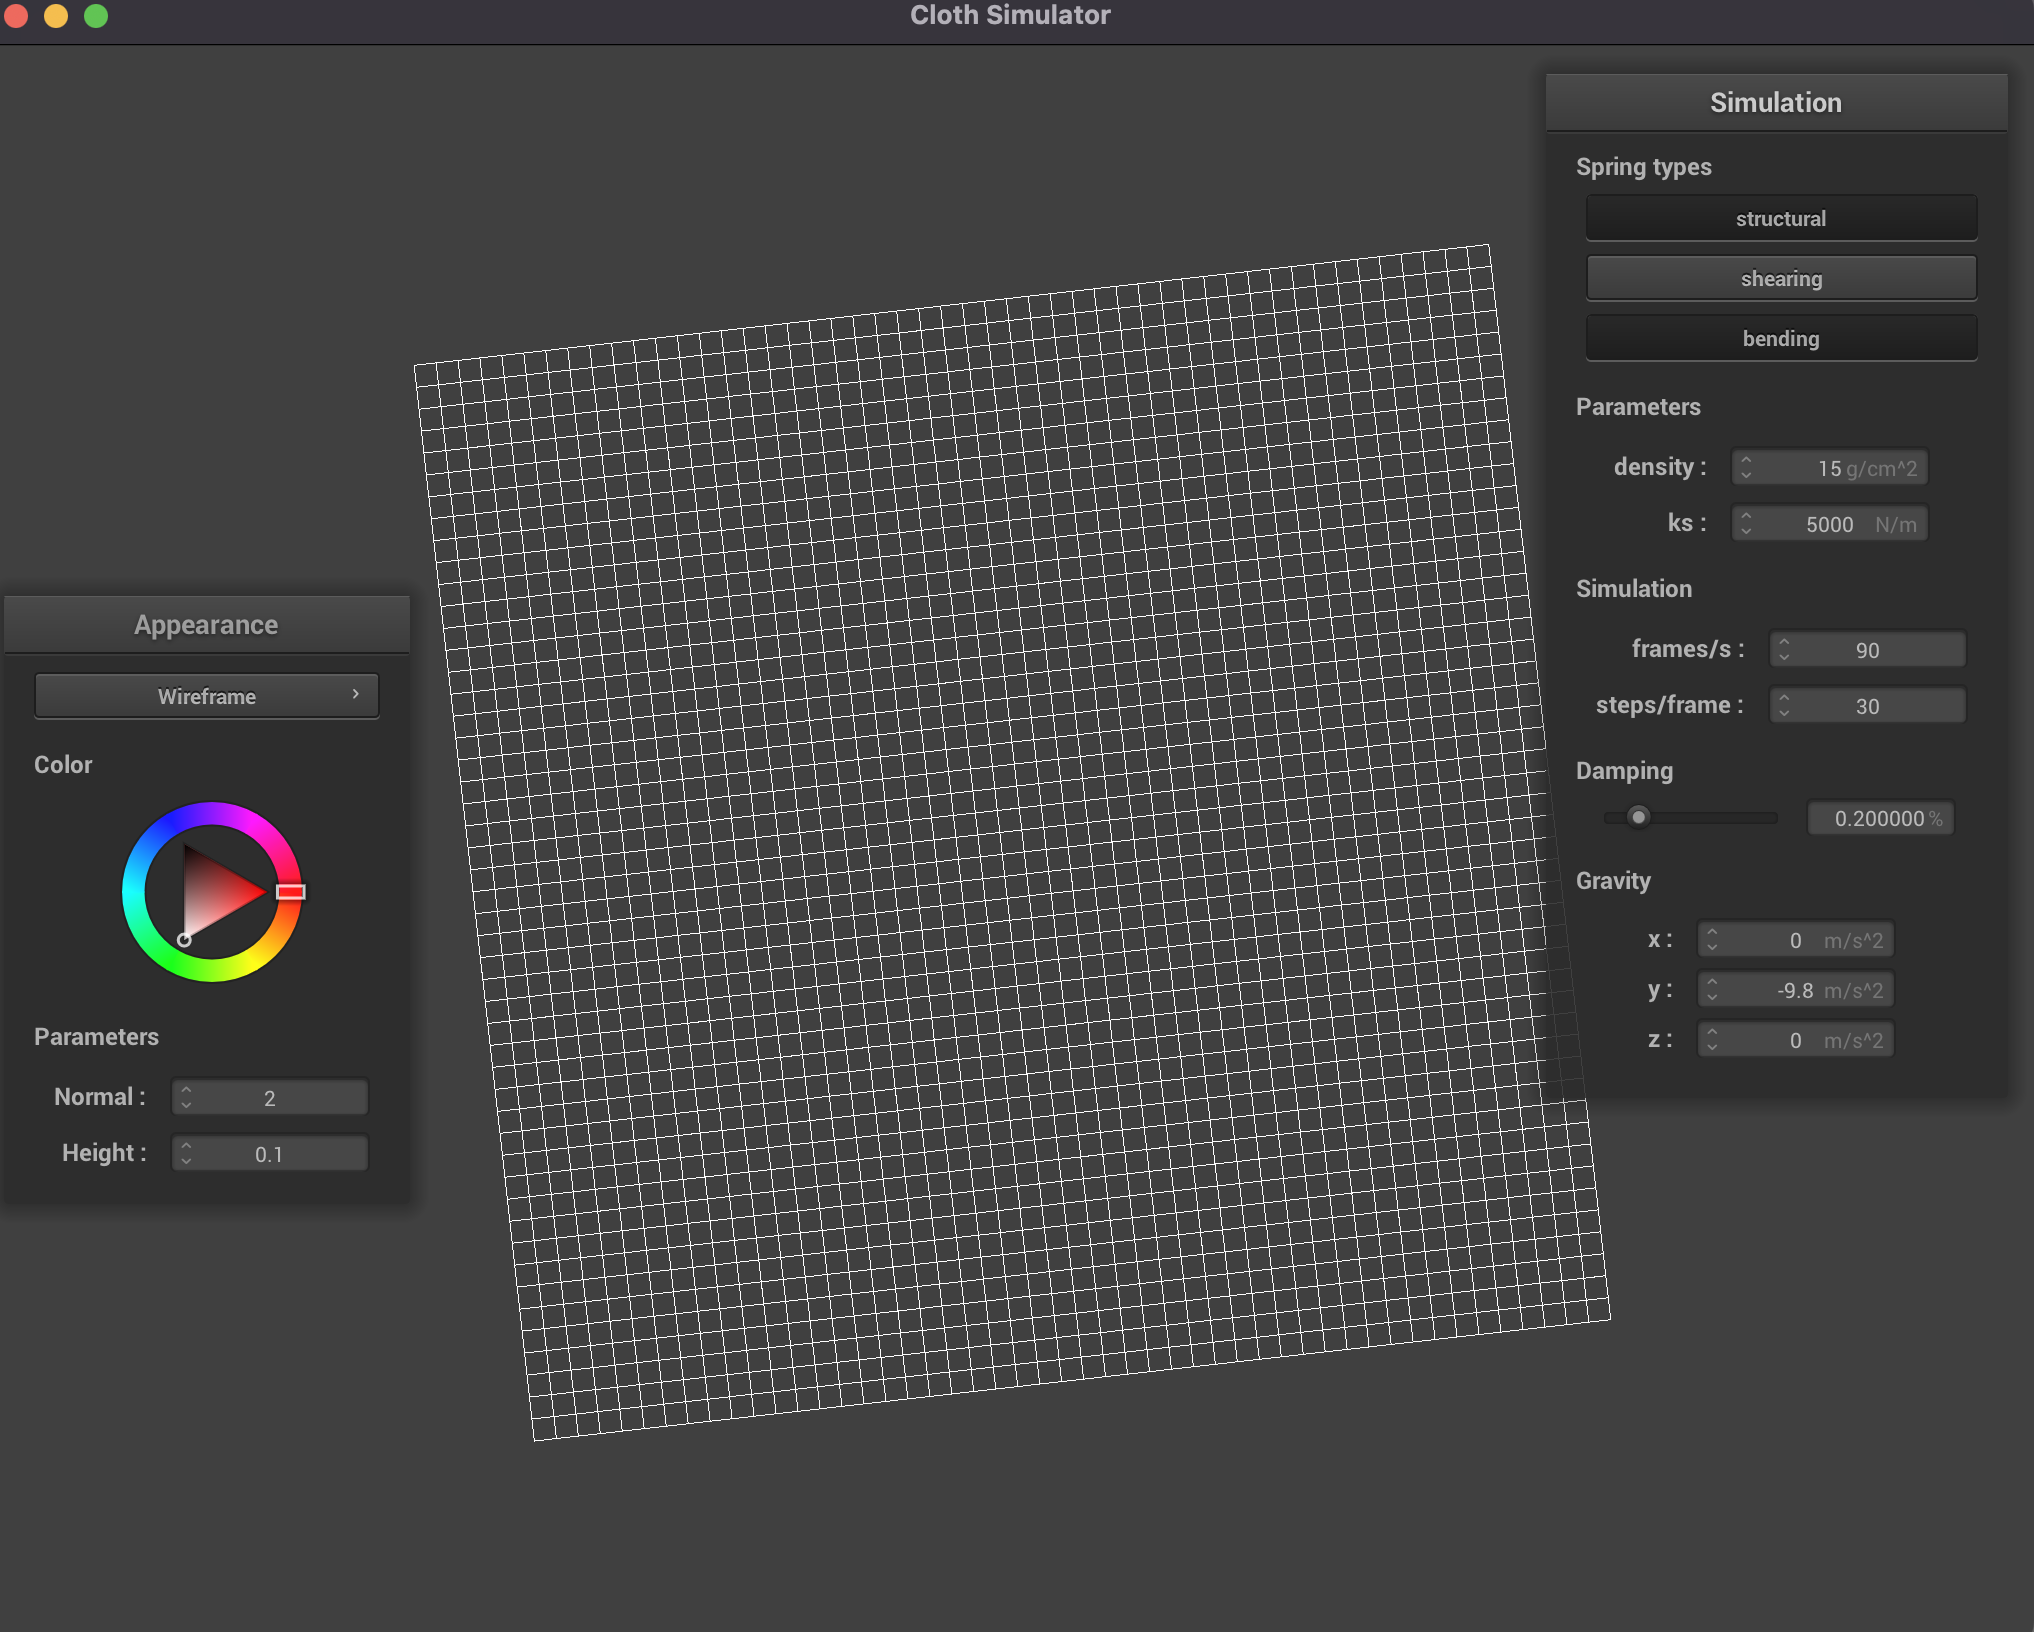 Cloth Simulator
Simulation
Spring types
structural
shearing
bending
Parameters
density : 15 g/cm^2
ks : 5000 N/m
Simulation
frames/s : 90
steps/frame : 30
Damping
0.200000 %
Gravity
x : 0 m/s^2
y : -9.8 m/s^2
z : 0 m/s^2
Appearance
Wireframe
Color
Parameters
Normal : 2
Height : 0.1